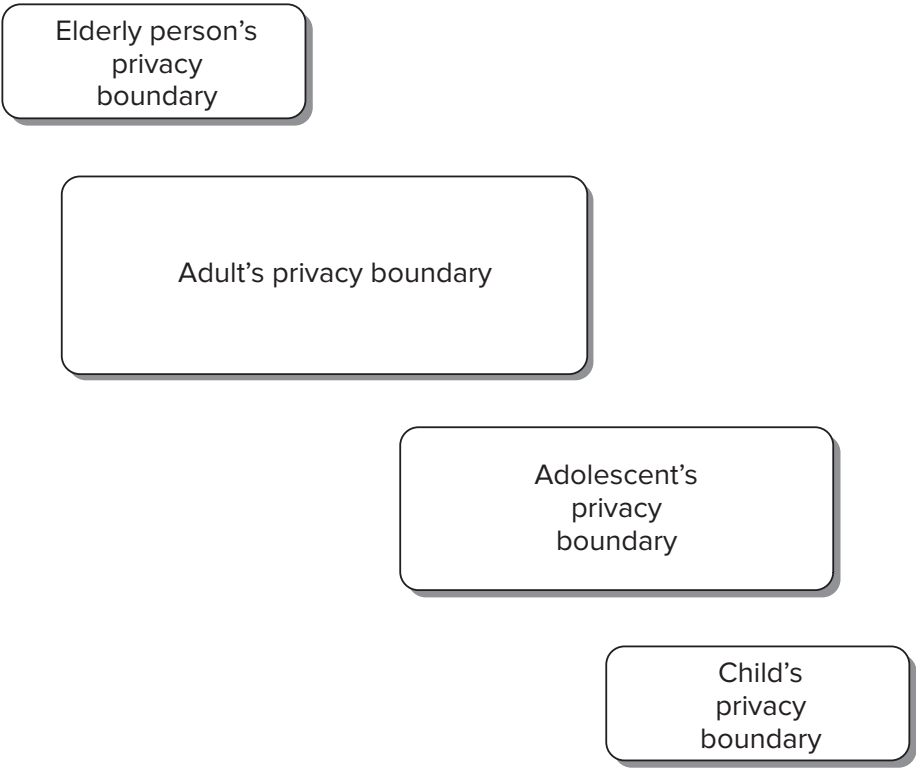 Elderly person’s
privacy
boundary
Adult’s privacy boundary
Adolescent’s
privacy
boundary
Child’s
privacy
boundary